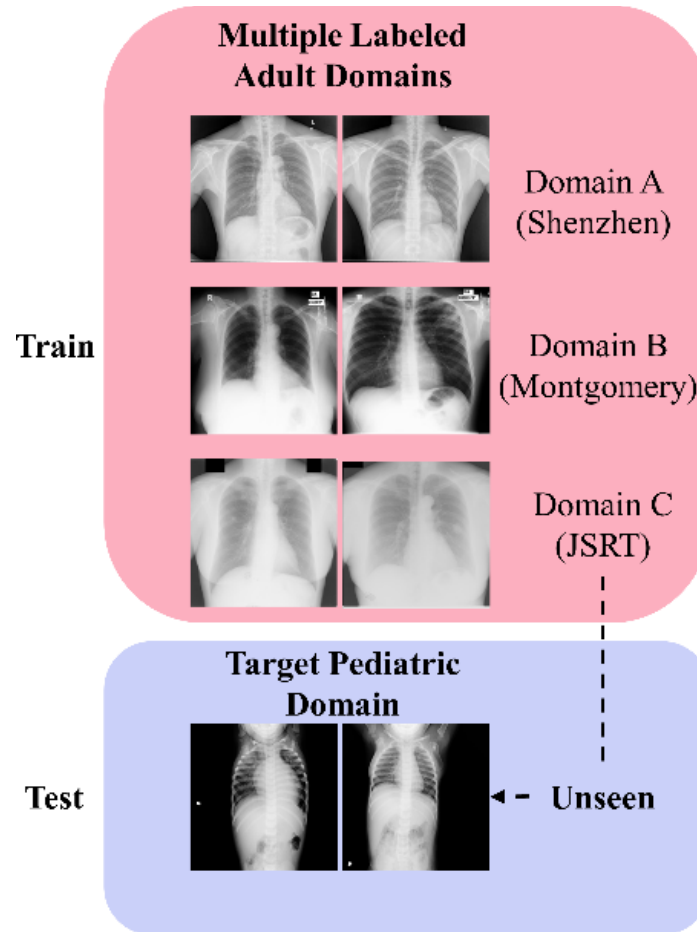 Multiple Labeled
Adult Domains
Domain A
(Shenzhen)
Train
Domain B
(Montgomery)
Domain C
(JSRT)
Target Pediatric
Domain
Test
Unseen